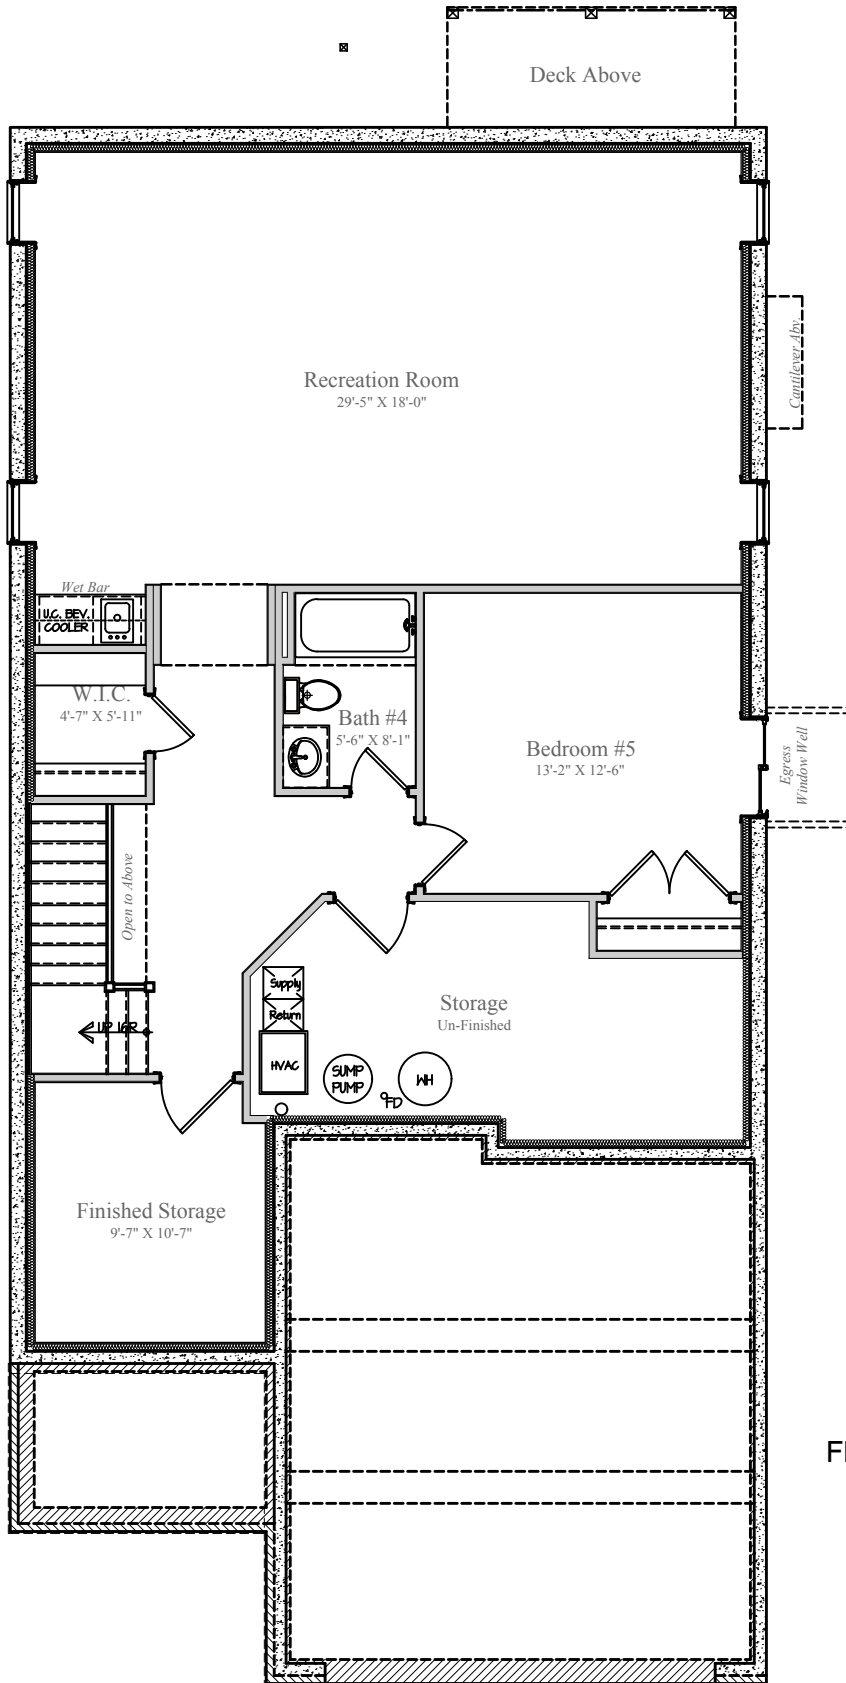 Deck Above
Cantilever Abv.
Recreation Room
29'-5" X 18'-0"
Wet Bar
U.C. BEV.
COOLER
W.I.C.
4'-7" X 5'-11"
Bath #4
5'-6" X 8'-1"
Bedroom #5
13'-2" X 12'-6"
Egress
Window Well
Open to Above
UP 16R
Supply
Return
HVAC
SUMP
PUMP
FD
WH
Storage
Un-Finished
Finished Storage
9'-7" X 10'-7"